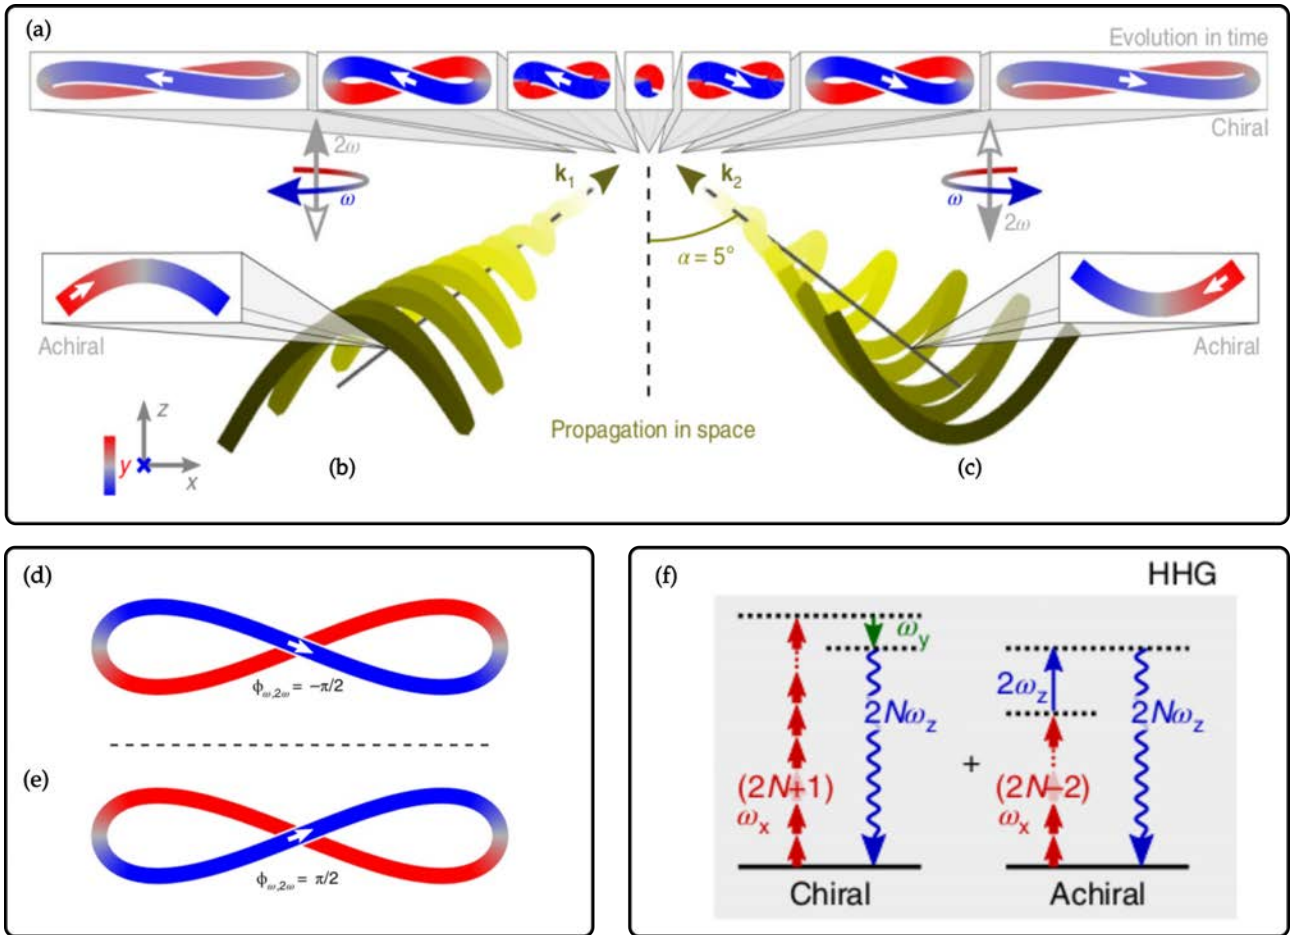 (a)
Evolution in time
Chiral
2ω
ω
k₁
k₂
ω
2ω
α = 5°
Achiral
Achiral
Propagation in space
z
y
x
(b)
(c)
(d)
ϕω,2ω = −π/2
(e)
ϕω,2ω = π/2
(f)
HHG
ωy
2Nωz
(2N+1)
ωx
Chiral
+
2ωz
2Nωz
(2N−2)
ωx
Achiral